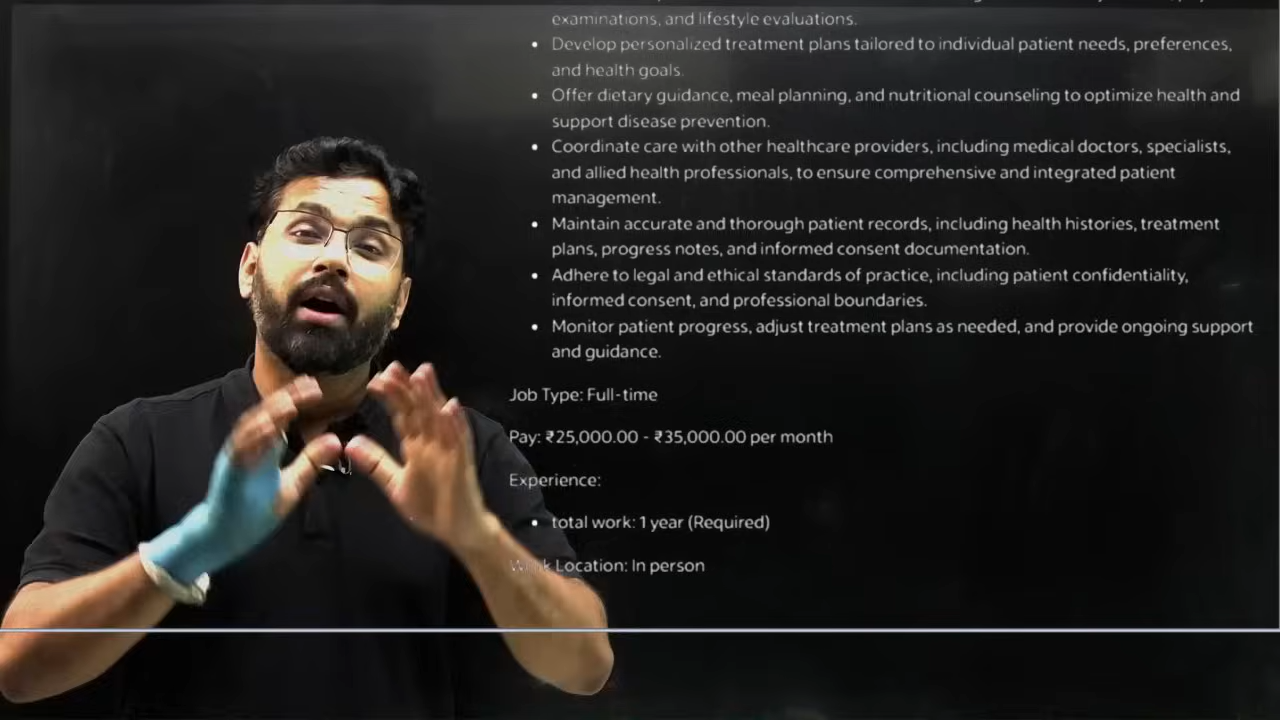 examinations, and lifestyle evaluations.
• Develop personalized treatment plans tailored to individual patient needs, preferences,
and health goals.
• Offer dietary guidance, meal planning, and nutritional counseling to optimize health and
support disease prevention.
• Coordinate care with other healthcare providers, including medical doctors, specialists,
and allied health professionals, to ensure comprehensive and integrated patient
management.
• Maintain accurate and thorough patient records, including health histories, treatment
plans, progress notes, and informed consent documentation.
• Adhere to legal and ethical standards of practice, including patient confidentiality,
informed consent, and professional boundaries.
• Monitor patient progress, adjust treatment plans as needed, and provide ongoing support
and guidance.
Job Type: Full-time
Pay: ₹25,000.00 - ₹35,000.00 per month
Experience:
• total work: 1 year (Required)
Work Location: In person